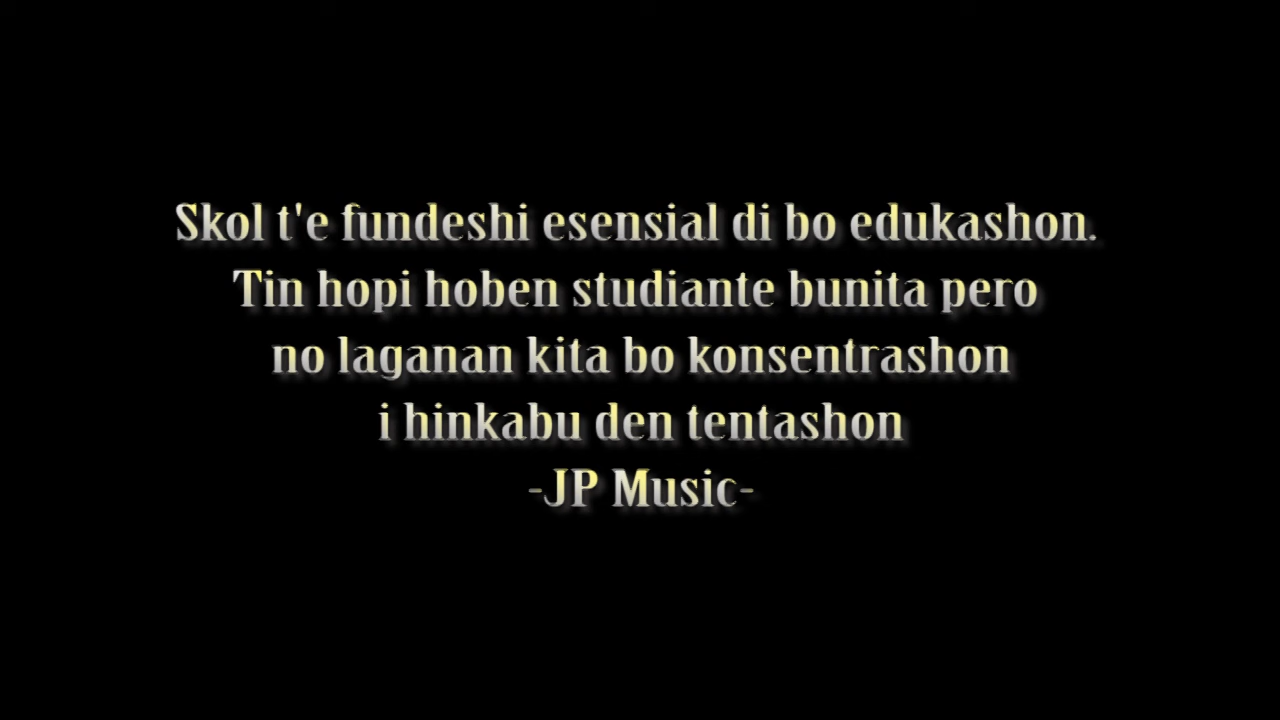 Skol t'e fundeshi esensial di bo edukashon.
Tin hopi hoben studiante bunita pero
no laganan kita bo konsentrashon
i hinkabu den tentashon
-JP Music-